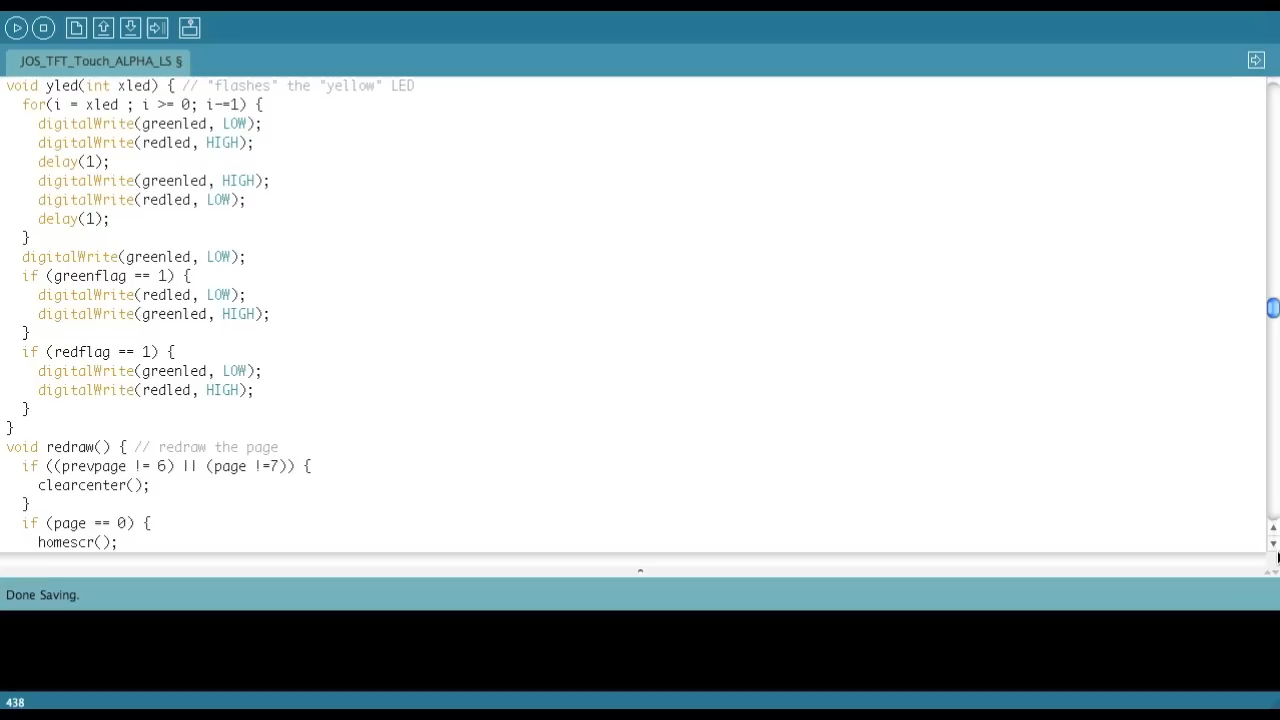 JOS_TFT_Touch_ALPHA_LS §
void yled(int xled) { // "flashes" the "yellow" LED
  for(i = xled ; i >= 0; i-=1) {
    digitalWrite(greenled, LOW);
    digitalWrite(redled, HIGH);
    delay(1);
    digitalWrite(greenled, HIGH);
    digitalWrite(redled, LOW);
    delay(1);
  }
  digitalWrite(greenled, LOW);
  if (greenflag == 1) {
    digitalWrite(redled, LOW);
    digitalWrite(greenled, HIGH);
  }
  if (redflag == 1) {
    digitalWrite(greenled, LOW);
    digitalWrite(redled, HIGH);
  }
}
void redraw() { // redraw the page
  if ((prevpage != 6) || (page !=7)) {
    clearcenter();
  }
  if (page == 0) {
    homescr();
Done Saving.
438